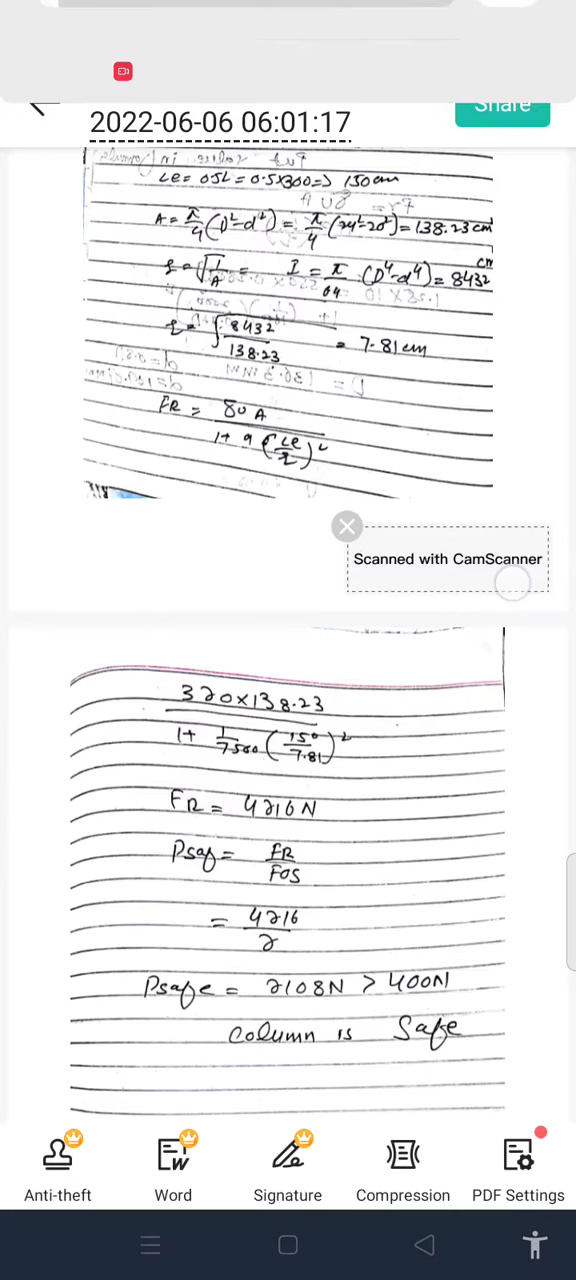 2022-06-06 06:01:17
Share
Le = 0.5L = 0.5×300 => 150 cm
A = π/4 (D²-d²) = π/4 (24²-20²) = 138.23 cm²
I/A = I = π/64 (D⁴-d⁴) = 8432 cm
= √8432/138.23 = 7.81 cm
FR = 80 A / 1 + a (Le/r)²
Scanned with CamScanner
320×138.23 / 1 + 1/7500 (150/7.81)²
FR = 4216 N
Psaf = FR/FOS
= 4216/2
Psafe = 2108N > 400N
column is Safe
Anti-theft Word Signature Compression PDF Settings